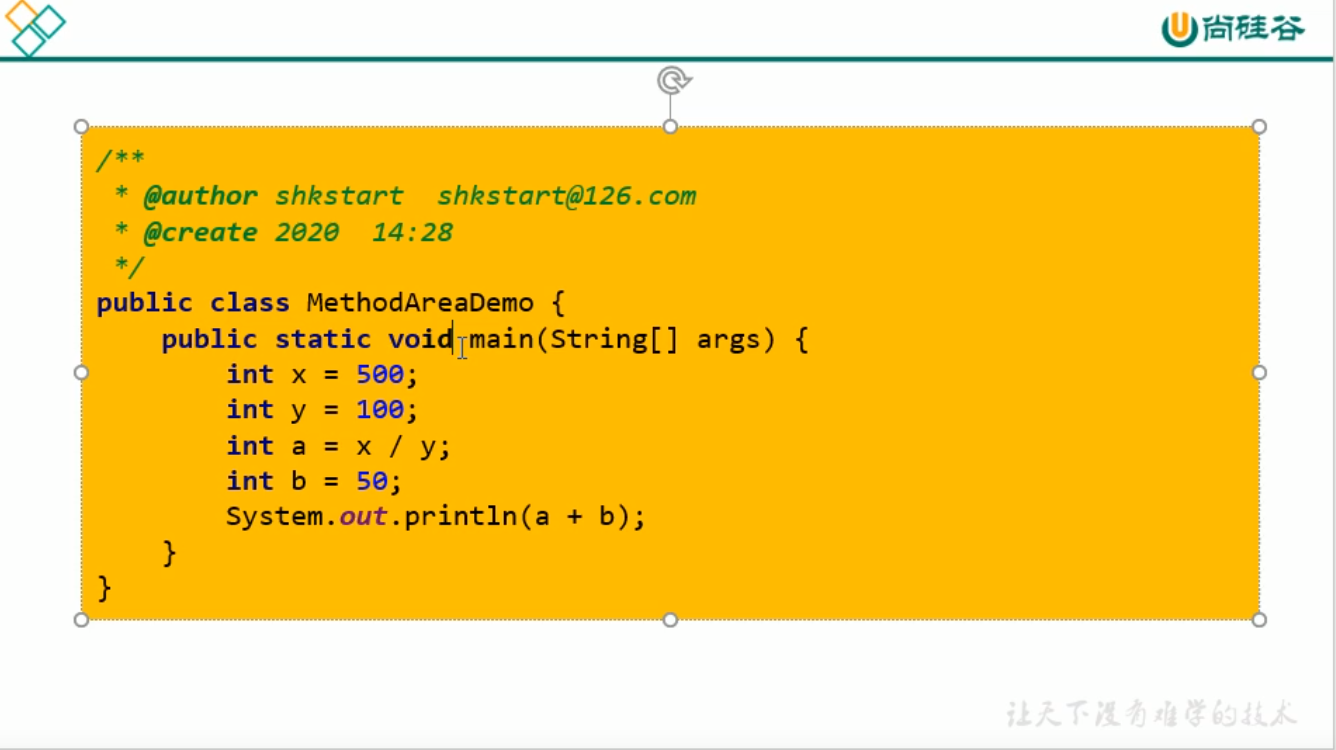 尚硅谷
/**
 * @author shkstart  shkstart@126.com
 * @create 2020  14:28
 */
public class MethodAreaDemo {
    public static void main(String[] args) {
        int x = 500;
        int y = 100;
        int a = x / y;
        int b = 50;
        System.out.println(a + b);
    }
}
让天下没有难学的技术